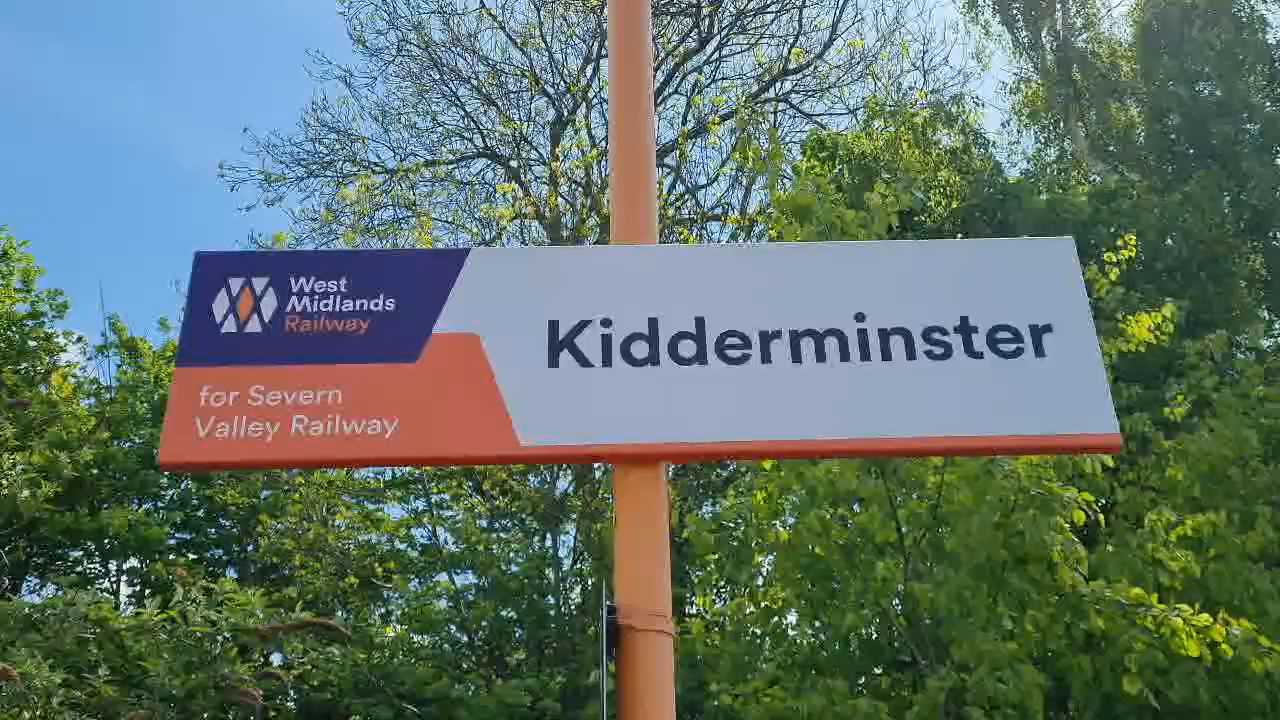 West
Midlands
Railway
for Severn
Valley Railway
Kidderminster